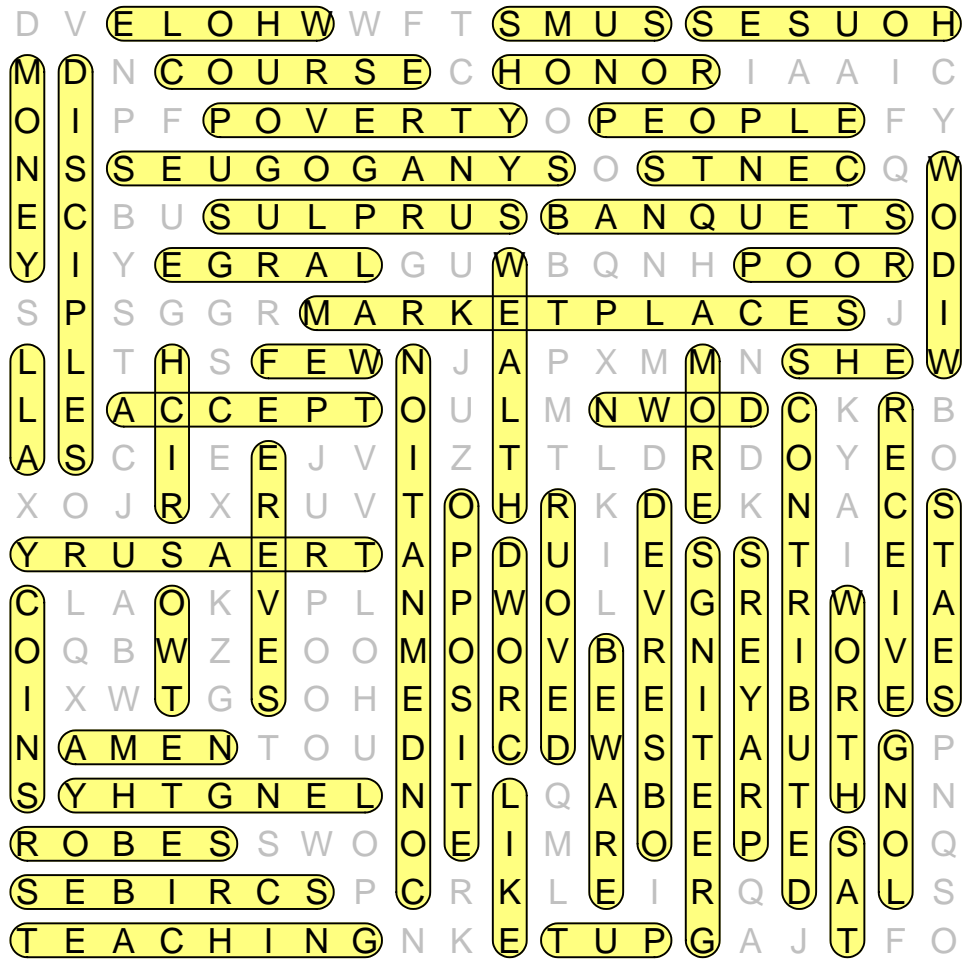 D V E L O H W W F T S M U S S E S U O H
M D N C O U R S E C H O N O R I A A I C
O I P F P O V E R T Y O P E O P L E F Y
N S S E U G O G A N Y S O S T N E C Q W
E C B U S U L P R U S B A N Q U E T S O
Y I Y E G R A L G U W B Q N H P O O R D
S P S G G R M A R K E T P L A C E S J I
L L T H S F E W N J A P X M M N S H E W
L E A C C E P T O U L M N W O D C K R B
A S C I E E J V I Z T T L D R D O Y E O
X O J R X R U V T O H R K D E K N A C S
Y R U S A E R T A P D U I E S S T I E T
C L A O K V P L N P W O L V G R R W I A
O Q B W Z E O O M O O V B R N E I O V E
I X W T G S O H E S R E E E I Y B R E S
N A M E N T O U D I C D W S T A U T G P
S Y H T G N E L N T L Q A B E R T H N N
R O B E S S W O O E I M R O E P E S O Q
S E B I R C S P C R K L E I R Q D A L S
T E A C H I N G N K E T U P G A J T F O